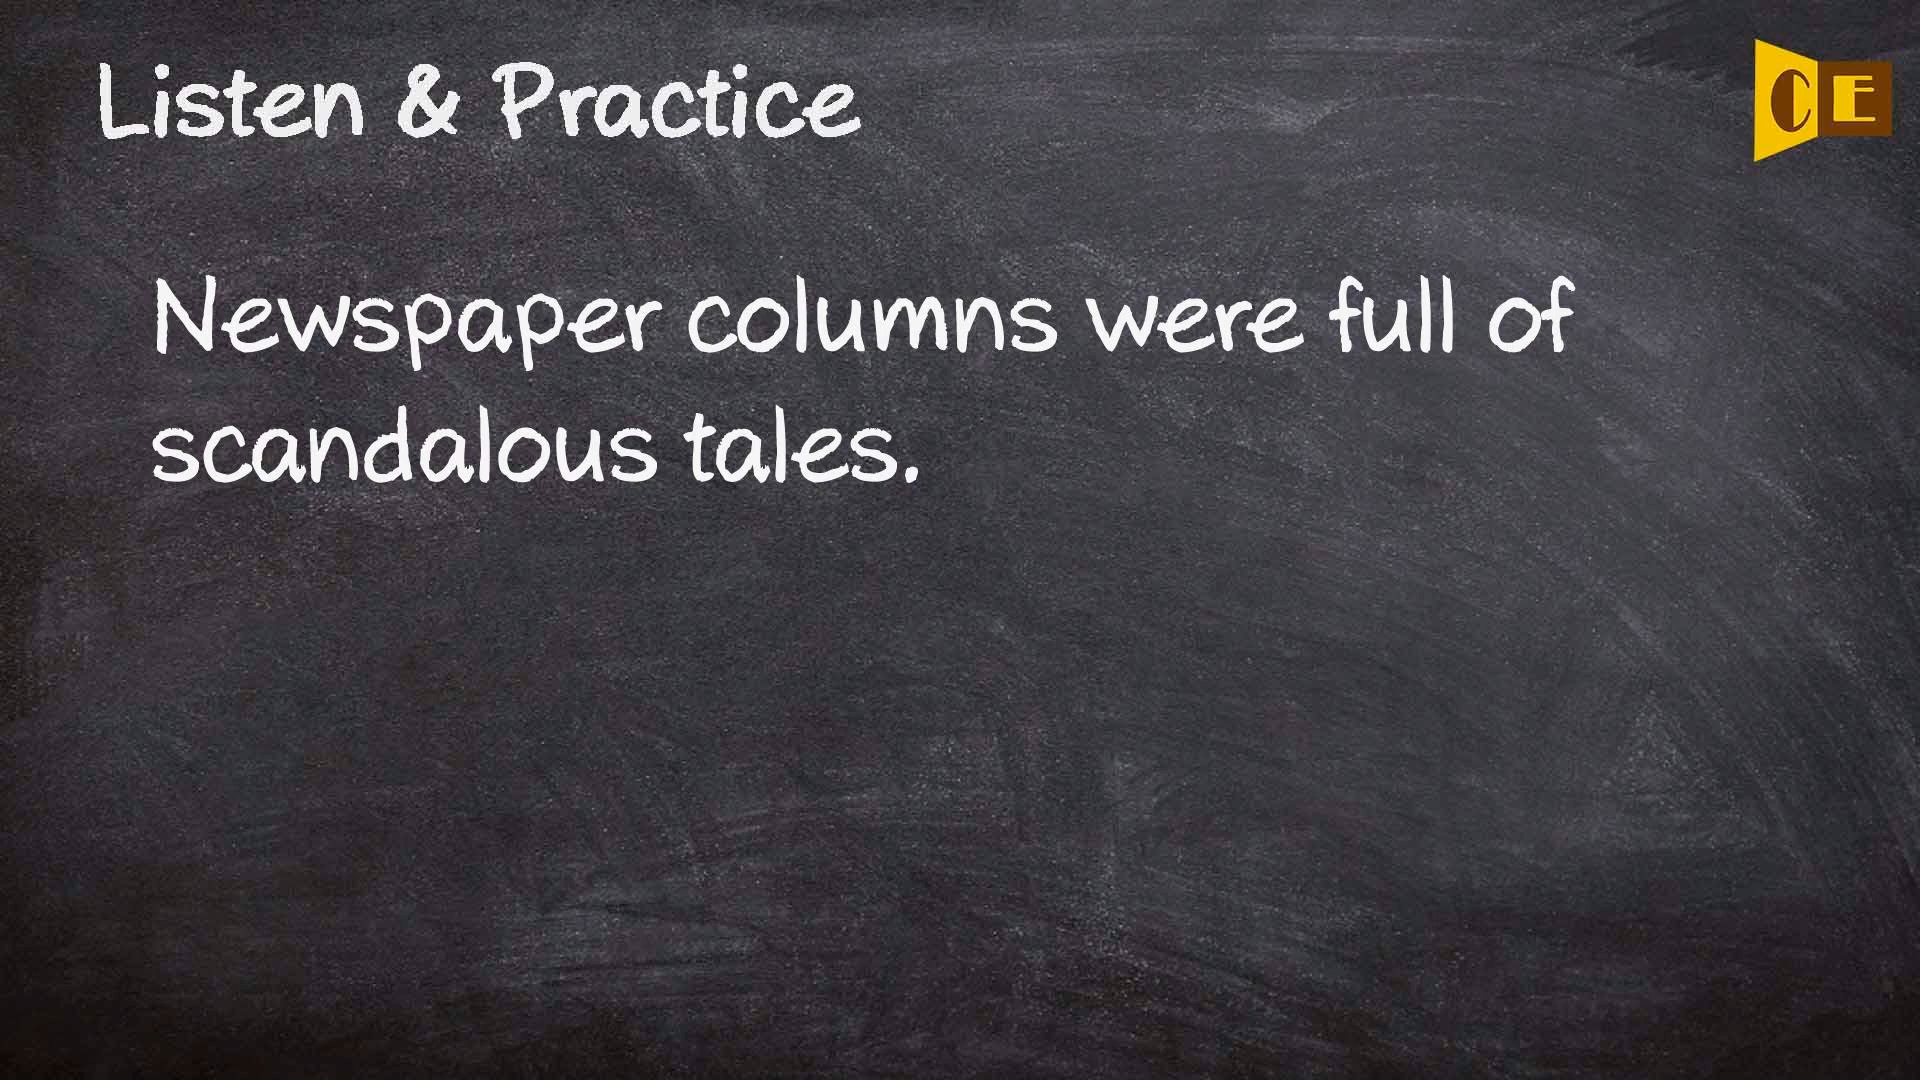 Listen & Practice
CE
Newspaper columns were full of
scandalous tales.